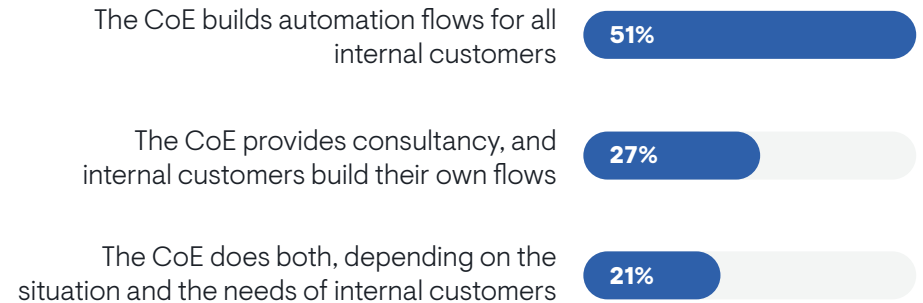 The CoE builds automation flows for all
internal customers
51%
The CoE provides consultancy, and
internal customers build their own flows
27%
The CoE does both, depending on the
situation and the needs of internal customers
21%